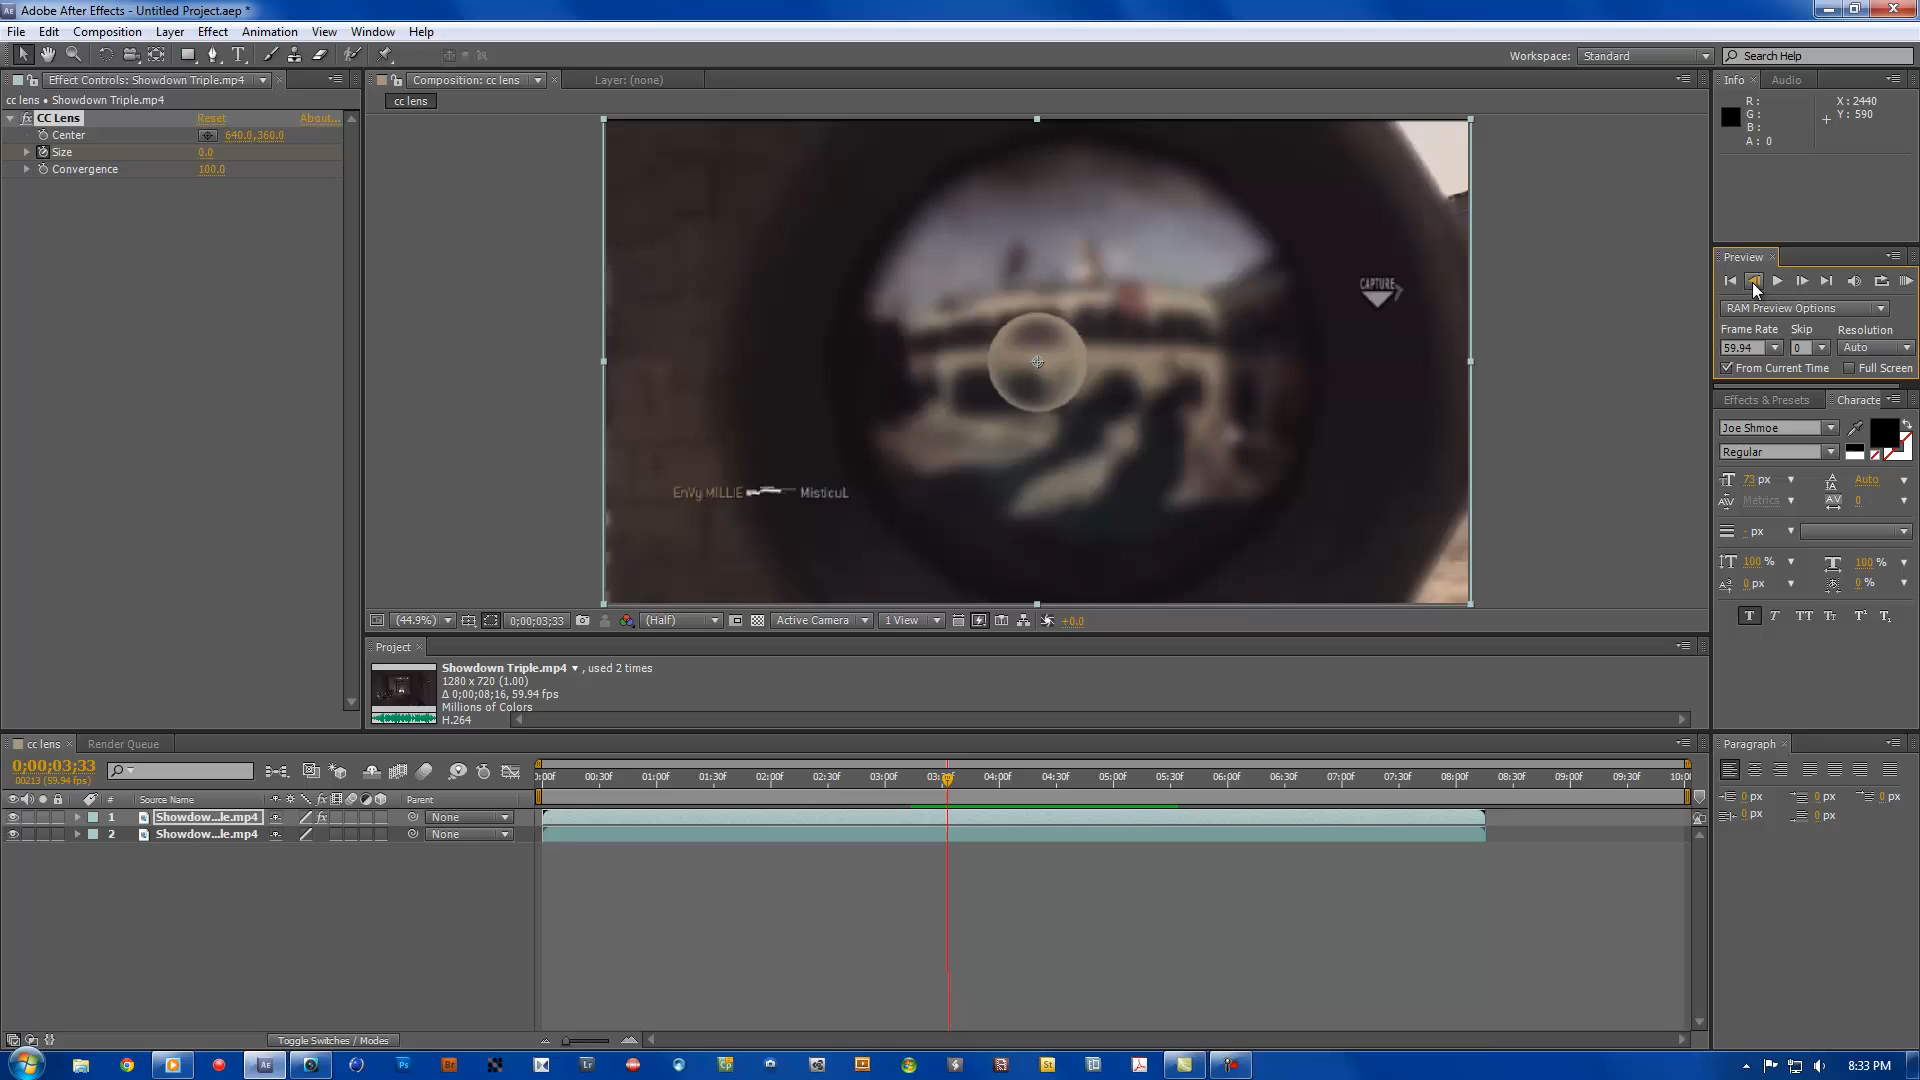 Adobe After Effects - Untitled Project.aep *
File Edit Composition Layer Effect Animation View Window Help
Workspace: Standard Search Help
Effect Controls: Showdown Triple.mp4
Composition: cc lens
Layer: (none)
Info Audio
cc lens • Showdown Triple.mp4
cc lens
CC Lens Reset About...
Center 640.0,360.0
Size 0.0
Convergence 100.0
R:
G:
B:
A: 0
X: 2440
Y: 590
Preview
RAM Preview Options
Frame Rate Skip Resolution
59.94 0 Auto
From Current Time Full Screen
CAPTURE
EnVy MiLLiE MisticuL
Effects & Presets Characte
Joe Shmoe
Regular
73 px Auto
Metrics 0
- px
100 % 100 %
0 px 0 %
T T TT Tt T¹ T₁
(44.9%) 0;00;03;33 (Half) Active Camera 1 View +0.0
Project
Showdown Triple.mp4 , used 2 times
1280 x 720 (1.00)
Δ 0;00;08;16, 59.94 fps
Millions of Colors
H.264
cc lens Render Queue
0;00;03;33
00213 (59.94 fps)
0:00f 00:30f 01:00f 01:30f 02:00f 02:30f 03:00f 04:00f 04:30f 05:00f 05:30f 06:00f 06:30f 07:00f 07:30f 08:00f 08:30f 09:00f 09:30f
# Source Name fx Parent
1 Showdow...le.mp4 None
2 Showdow...le.mp4 None
Toggle Switches / Modes
Paragraph
0 px 0 px 0 px
0 px 0 px
8:33 PM